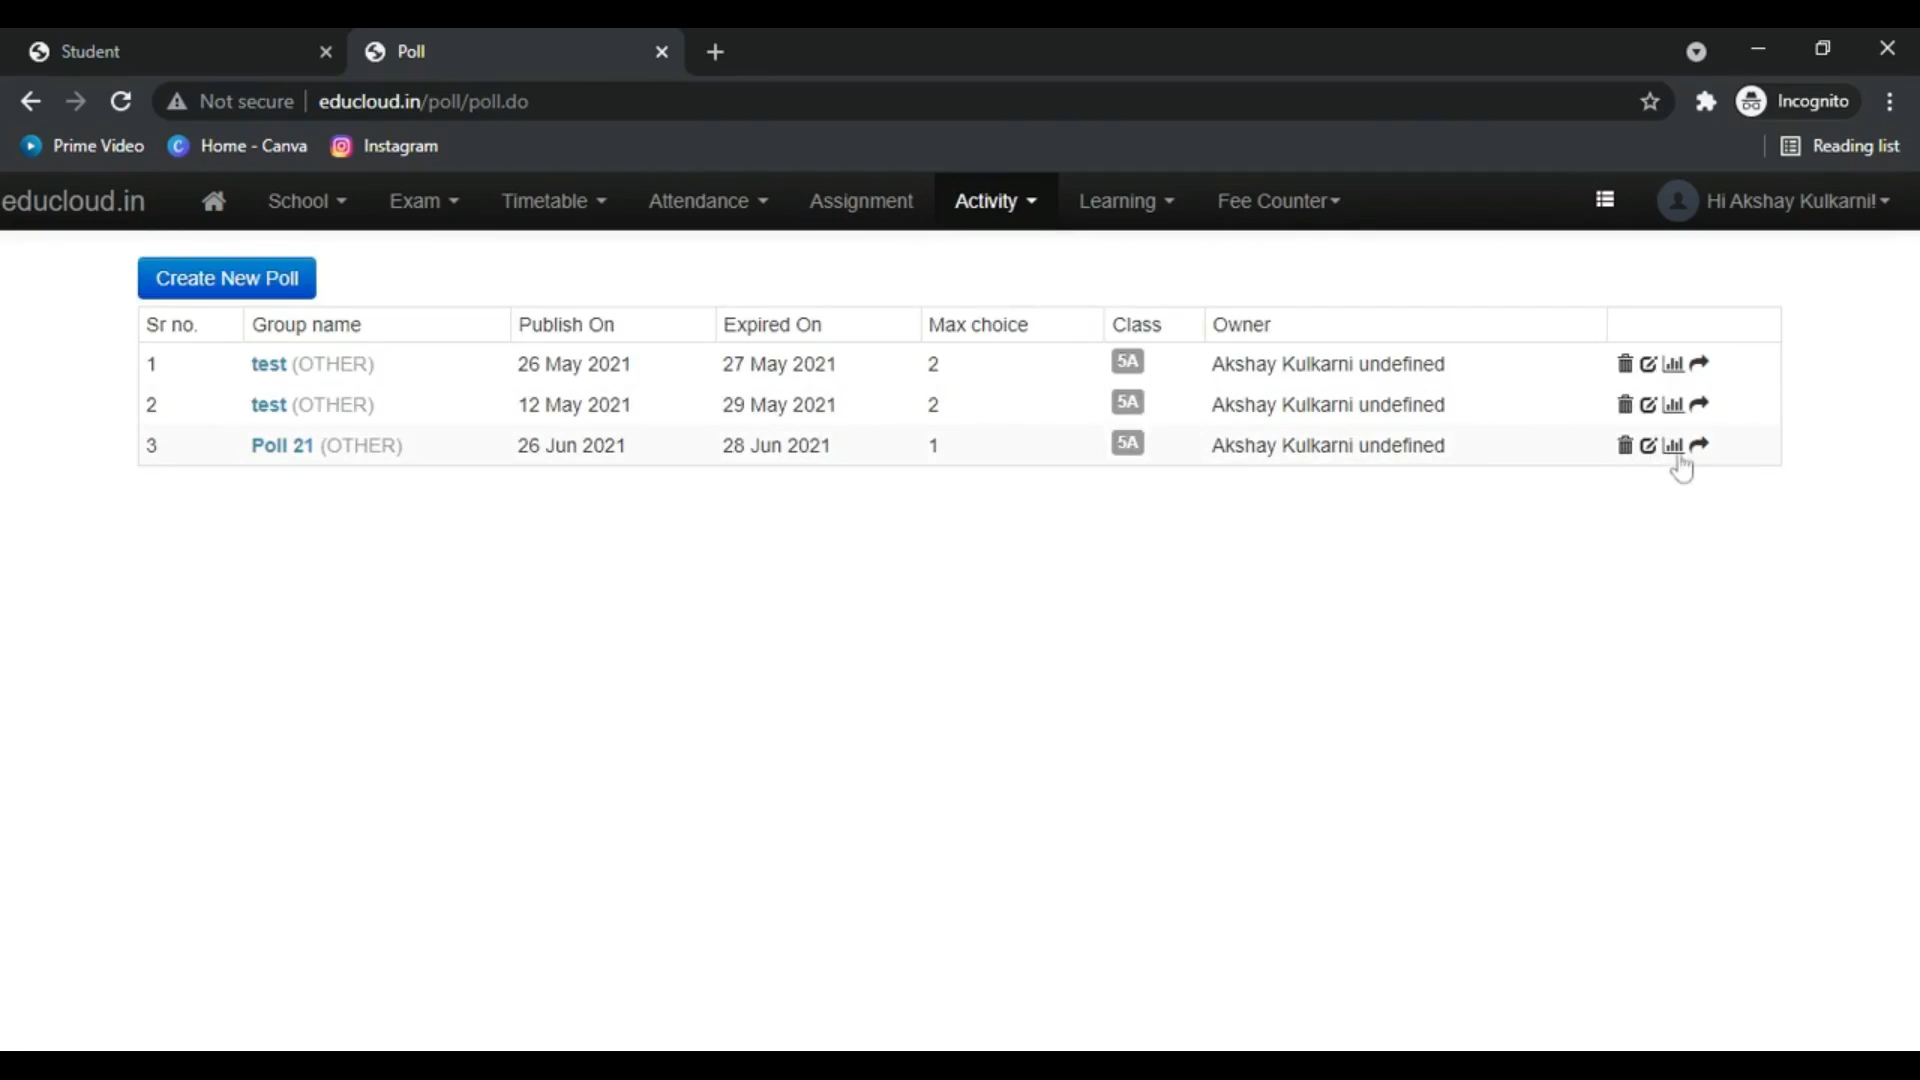 Student
Poll
Not secure educloud.in/poll/poll.do
Incognito
Prime Video Home - Canva Instagram
Reading list
educloud.in School Exam Timetable Attendance Assignment Activity Learning Fee Counter Hi Akshay Kulkarni!
Create New Poll
Sr no. Group name Publish On Expired On Max choice Class Owner
1 test (OTHER) 26 May 2021 27 May 2021 2 5A Akshay Kulkarni undefined
2 test (OTHER) 12 May 2021 29 May 2021 2 5A Akshay Kulkarni undefined
3 Poll 21 (OTHER) 26 Jun 2021 28 Jun 2021 1 5A Akshay Kulkarni undefined